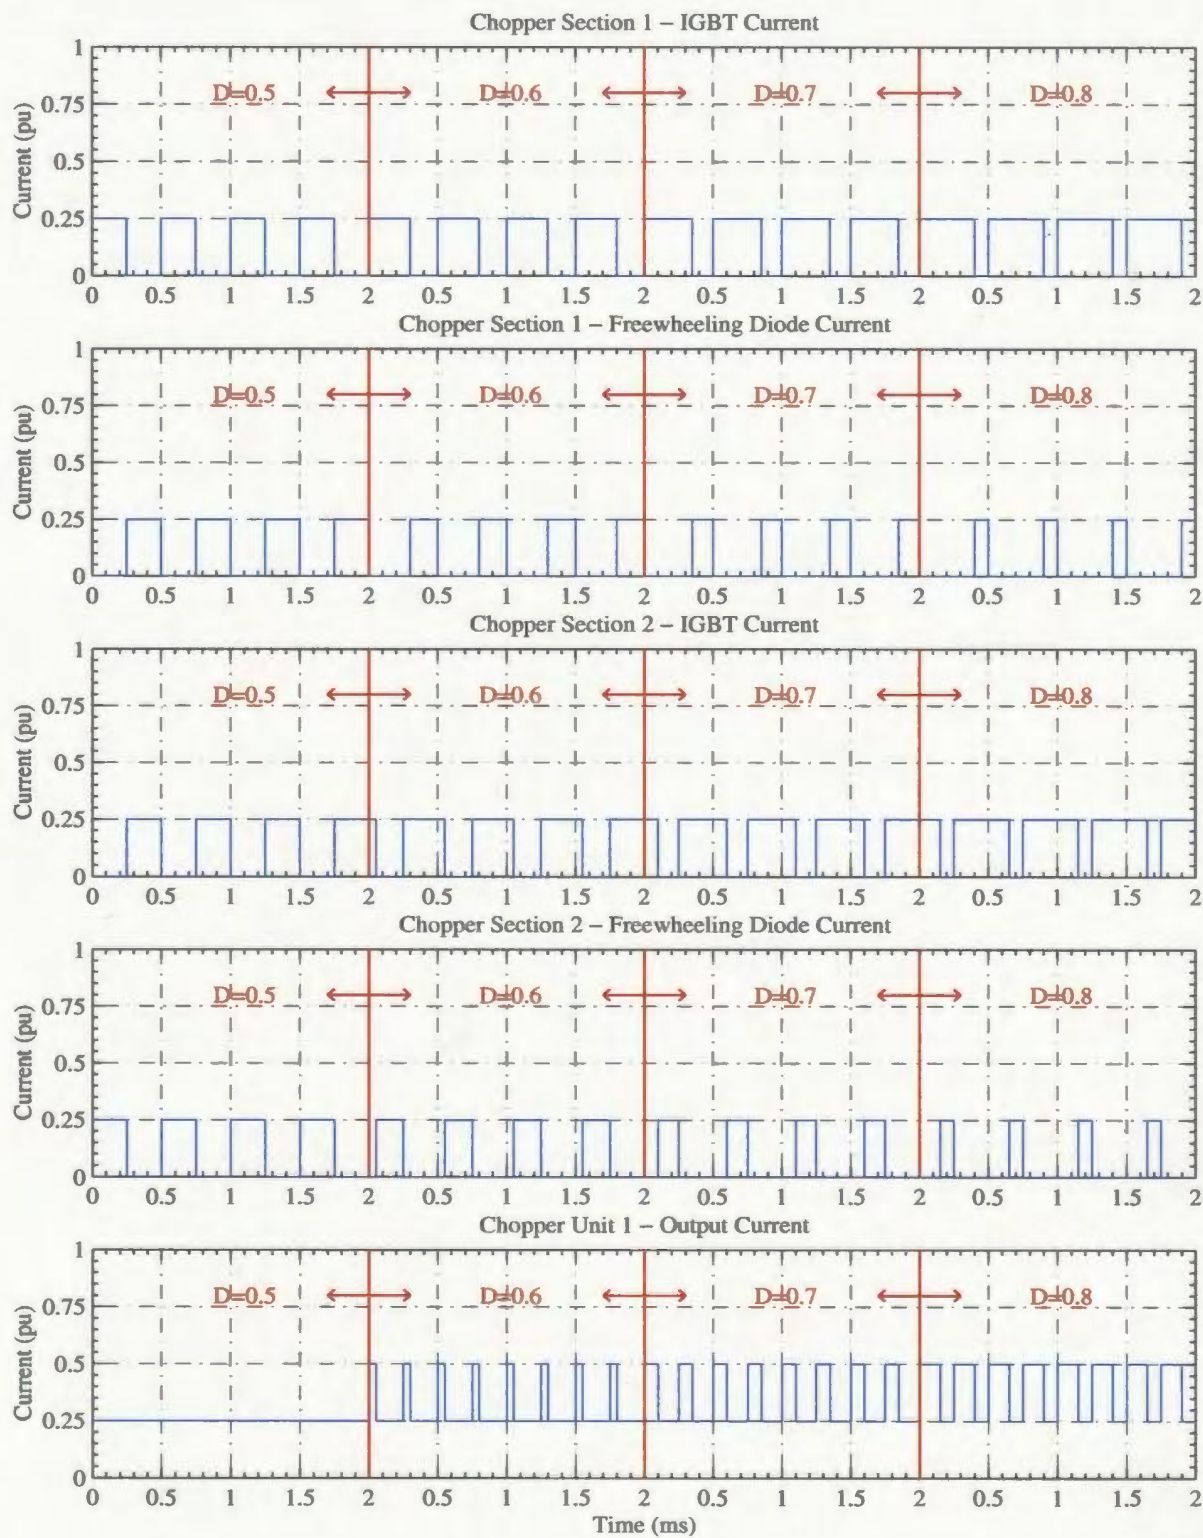 Chopper Section 1 – IGBT Current
1
D=0.5 D=0.6 D=0.7 D=0.8
0.75
Current (pu)
0.5
0.25
0
0 0.5 1 1.5 2 0.5 1 1.5 2 0.5 1 1.5 2 0.5 1 1.5 2
Chopper Section 1 – Freewheeling Diode Current
1
D=0.5 D=0.6 D=0.7 D=0.8
0.75
Current (pu)
0.5
0.25
0
0 0.5 1 1.5 2 0.5 1 1.5 2 0.5 1 1.5 2 0.5 1 1.5 2
Chopper Section 2 – IGBT Current
1
D=0.5 D=0.6 D=0.7 D=0.8
0.75
Current (pu)
0.5
0.25
0
0 0.5 1 1.5 2 0.5 1 1.5 2 0.5 1 1.5 2 0.5 1 1.5 2
Chopper Section 2 – Freewheeling Diode Current
1
D=0.5 D=0.6 D=0.7 D=0.8
0.75
Current (pu)
0.5
0.25
0
0 0.5 1 1.5 2 0.5 1 1.5 2 0.5 1 1.5 2 0.5 1 1.5 2
Chopper Unit 1 – Output Current
1
D=0.5 D=0.6 D=0.7 D=0.8
0.75
Current (pu)
0.5
0.25
0
0 0.5 1 1.5 2 0.5 1 1.5 2 0.5 1 1.5 2 0.5 1 1.5 2
Time (ms)